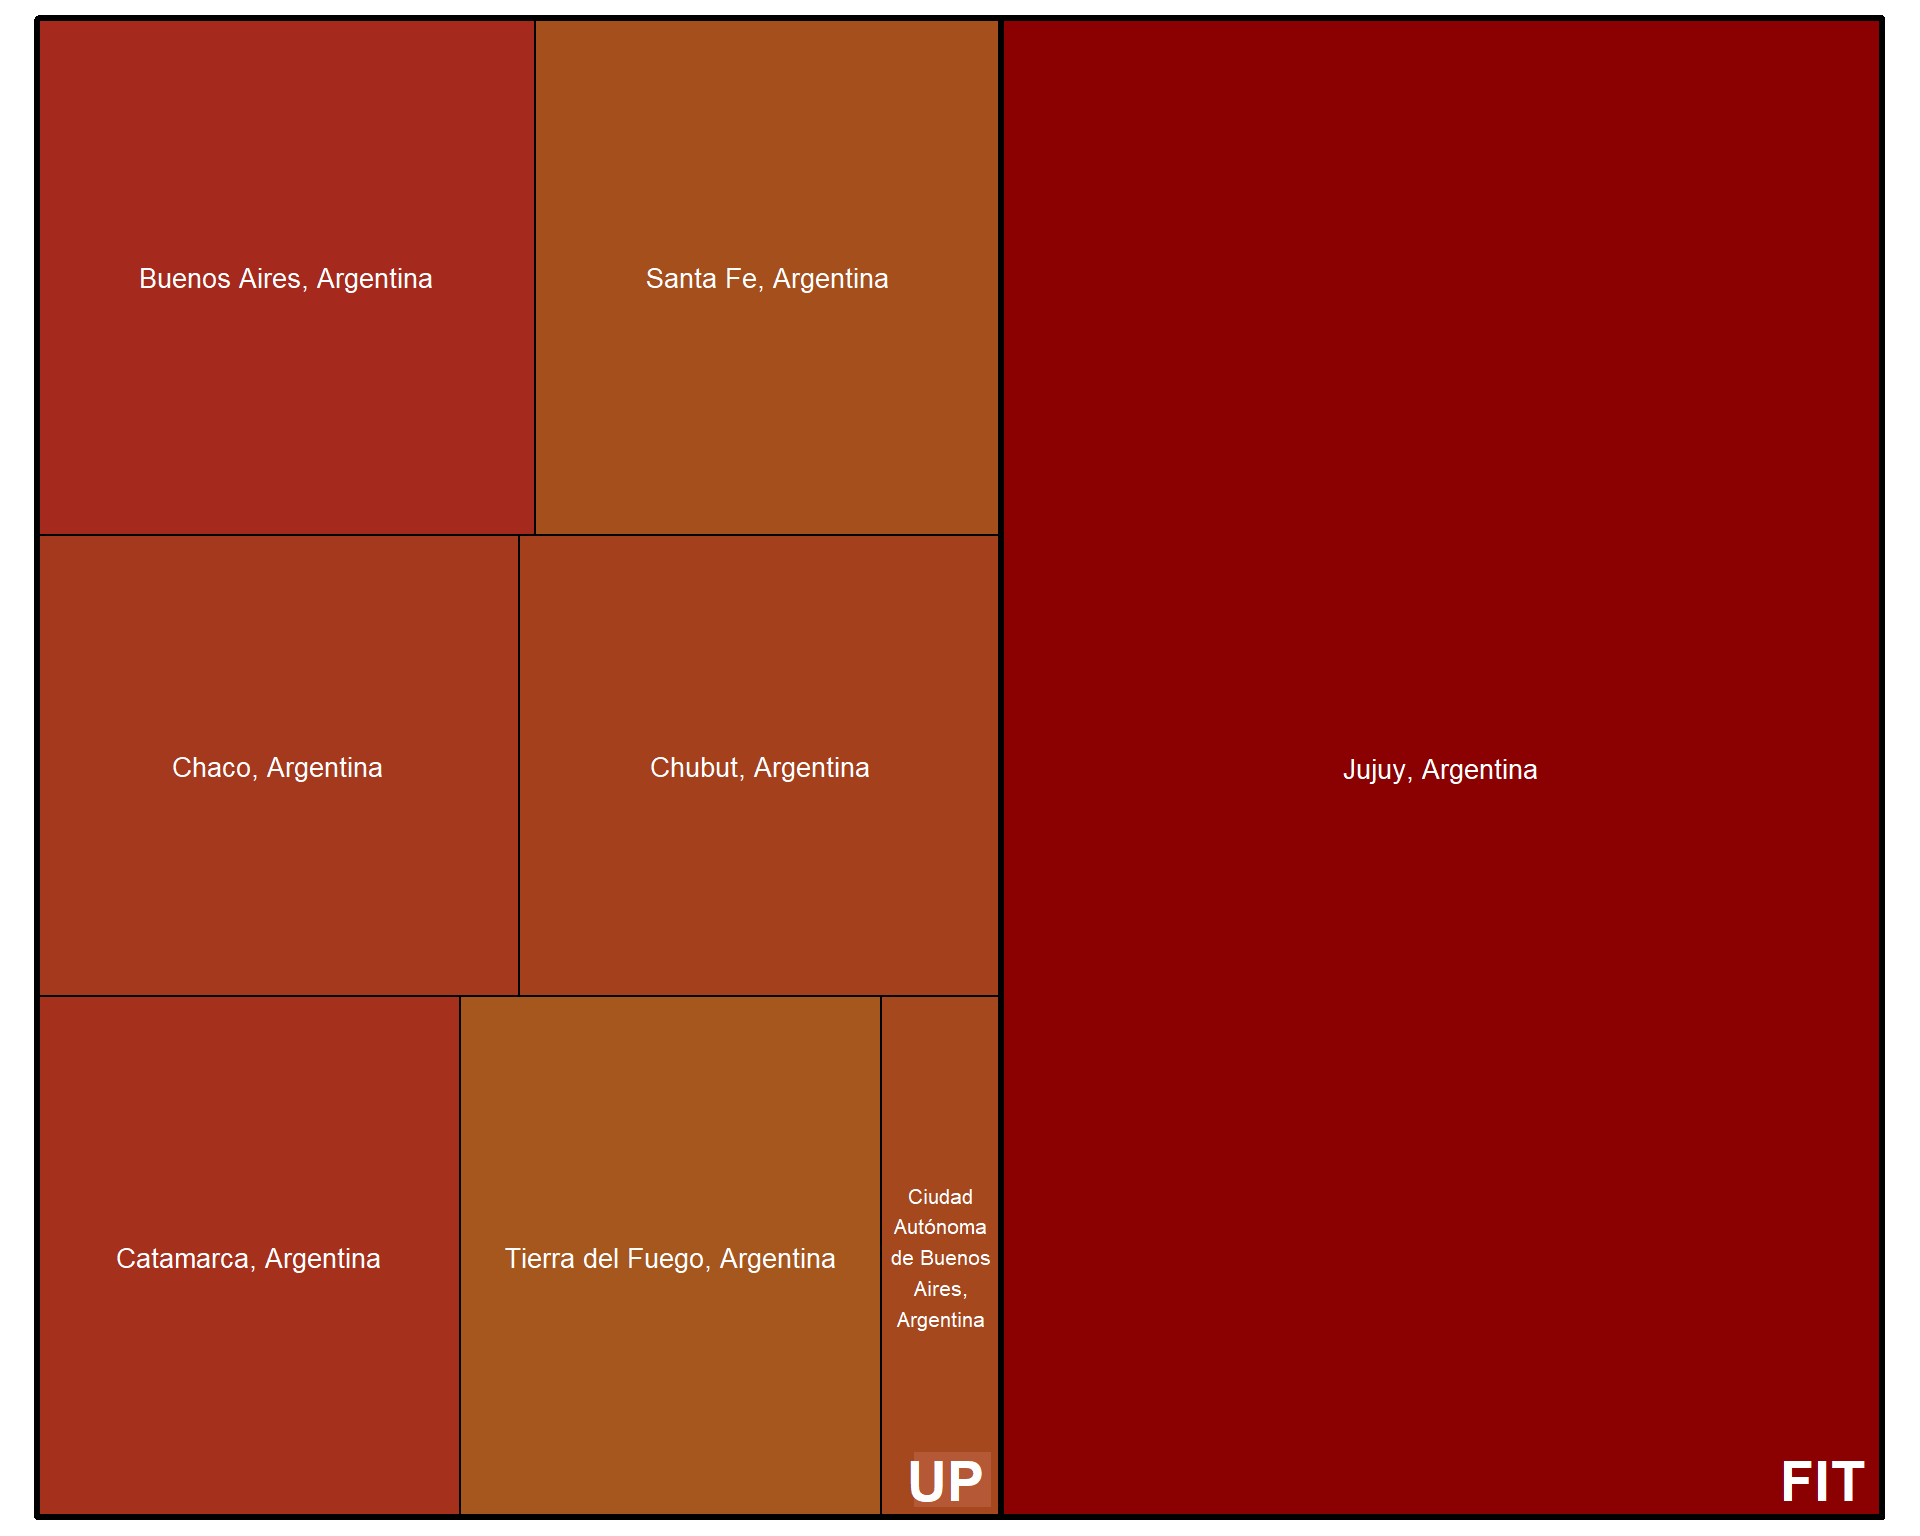 Buenos Aires, Argentina
Santa Fe, Argentina
Chaco, Argentina
Chubut, Argentina
Jujuy, Argentina
Catamarca, Argentina
Tierra del Fuego, Argentina
Ciudad
Autónoma
de Buenos
Aires,
Argentina
UP
FIT